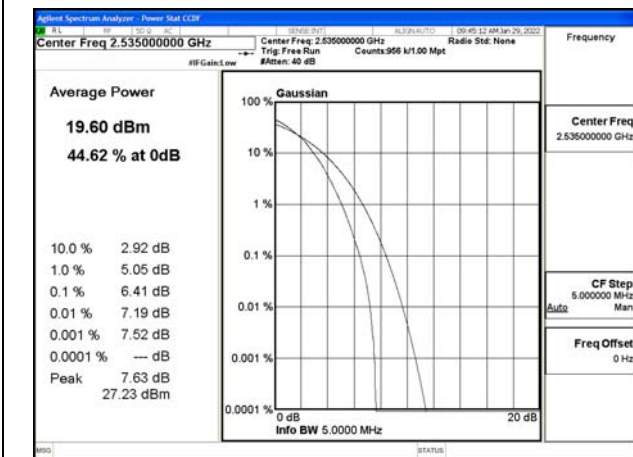 Agilent Spectrum Analyzer - Power Stat CCDF
RL RF 50 Ω AC SENSE:INT ALIGN AUTO 09:45:12 AM Jan 29, 2022
Center Freq 2.535000000 GHz
Center Freq: 2.535000000 GHz Radio Std: None
Trig: Free Run Counts:956 k/1.00 Mpt
#IFGain:Low #Atten: 40 dB
Frequency
Average Power
19.60 dBm
44.62 % at 0dB
10.0 % 2.92 dB
1.0 % 5.05 dB
0.1 % 6.41 dB
0.01 % 7.19 dB
0.001 % 7.52 dB
0.0001 % --- dB
Peak 7.63 dB
27.23 dBm
Gaussian
100 %
10 %
1 %
0.1 %
0.01 %
0.001 %
0.0001 %
0 dB 20 dB
Info BW 5.0000 MHz
Center Freq
2.535000000 GHz
CF Step
5.000000 MHz
Auto Man
Freq Offset
0 Hz
MSG STATUS